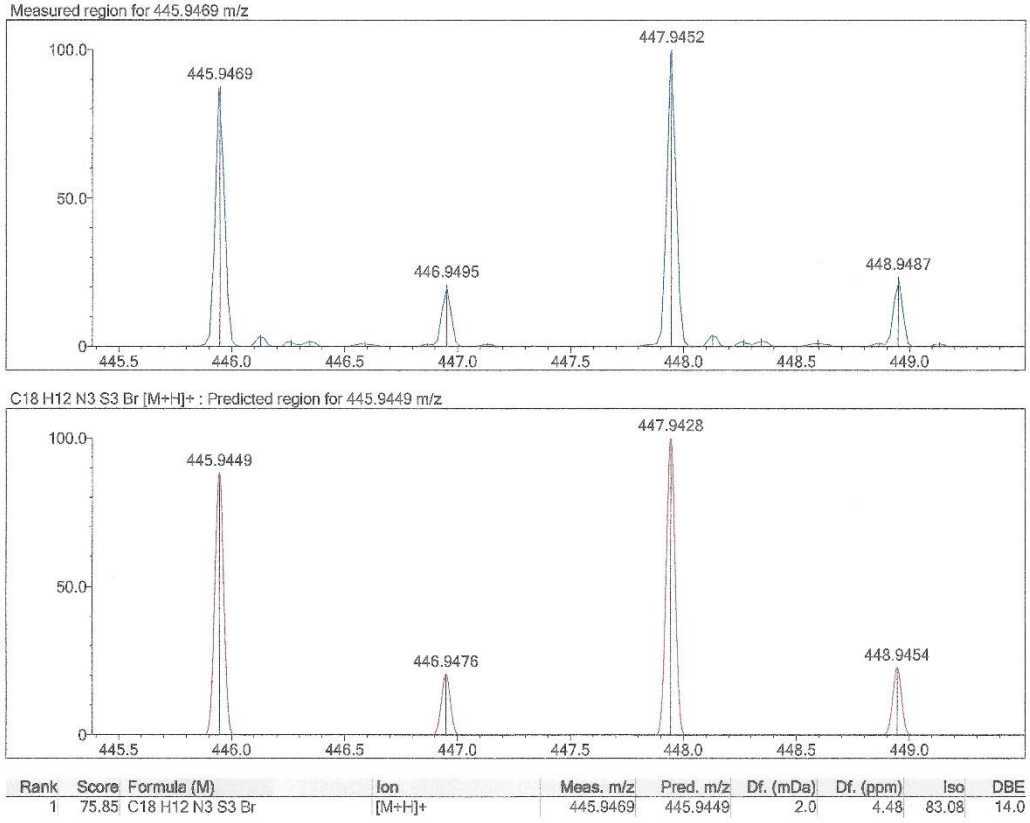 Measured region for 445.9469 m/z
447.9452
100.0
445.9469
50.0
446.9495
448.9487
0
445.5 446.0 446.5 447.0 447.5 448.0 448.5 449.0
C18 H12 N3 S3 Br [M+H]+ : Predicted region for 445.9449 m/z
447.9428
100.0
445.9449
50.0
446.9476
448.9454
0
445.5 446.0 446.5 447.0 447.5 448.0 448.5 449.0
Rank Score Formula (M) Ion Meas. m/z Pred. m/z Df. (mDa) Df. (ppm) Iso DBE
1 75.85 C18 H12 N3 S3 Br [M+H]+ 445.9469 445.9449 2.0 4.48 83.08 14.0